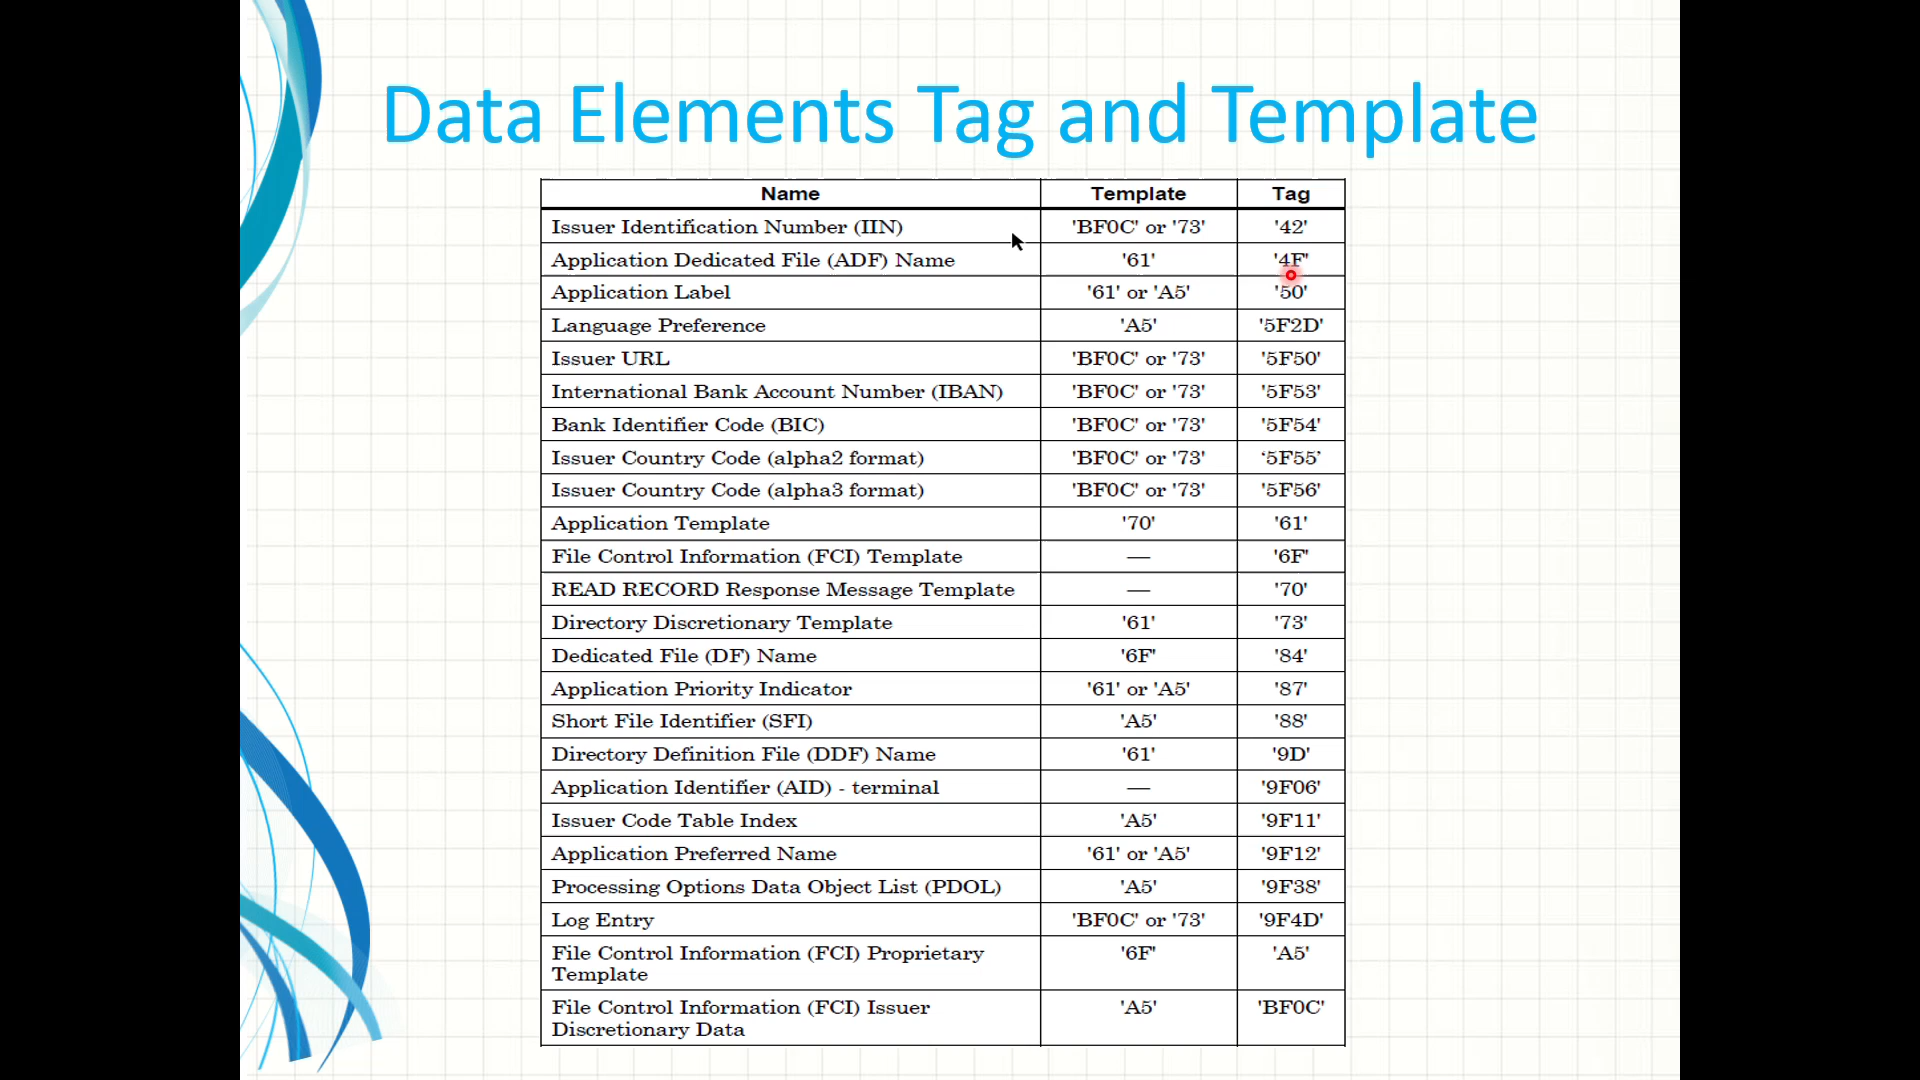 Data Elements Tag and Template
Name Template Tag
Issuer Identification Number (IIN) 'BF0C' or '73' '42'
Application Dedicated File (ADF) Name '61' '4F'
Application Label '61' or 'A5' '50'
Language Preference 'A5' '5F2D'
Issuer URL 'BF0C' or '73' '5F50'
International Bank Account Number (IBAN) 'BF0C' or '73' '5F53'
Bank Identifier Code (BIC) 'BF0C' or '73' '5F54'
Issuer Country Code (alpha2 format) 'BF0C' or '73' ‘5F55’
Issuer Country Code (alpha3 format) 'BF0C' or '73' '5F56'
Application Template '70' '61'
File Control Information (FCI) Template — '6F'
READ RECORD Response Message Template — '70'
Directory Discretionary Template '61' '73'
Dedicated File (DF) Name '6F' '84'
Application Priority Indicator '61' or 'A5' '87'
Short File Identifier (SFI) 'A5' '88'
Directory Definition File (DDF) Name '61' '9D'
Application Identifier (AID) - terminal — '9F06'
Issuer Code Table Index 'A5' '9F11'
Application Preferred Name '61' or 'A5' '9F12'
Processing Options Data Object List (PDOL) 'A5' '9F38'
Log Entry 'BF0C' or '73' '9F4D'
File Control Information (FCI) Proprietary '6F' 'A5'
Template
File Control Information (FCI) Issuer 'A5' 'BF0C'
Discretionary Data